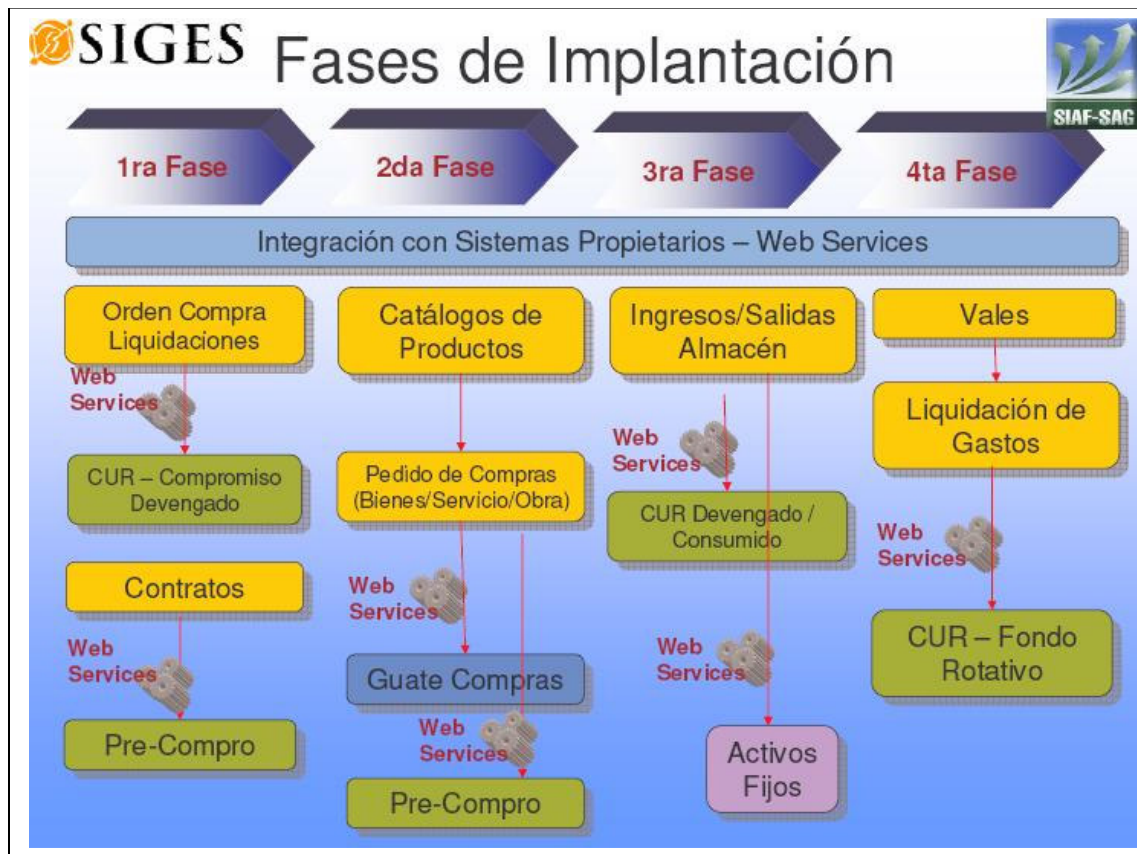 SIGES
Fases de Implantación
SIAF-SAG
1ra Fase
2da Fase
3ra Fase
4ta Fase
Integración con Sistemas Propietarios – Web Services
Orden Compra
Liquidaciones
Web
Services
CUR – Compromiso
Devengado
Contratos
Web
Services
Pre-Compro
Catálogos de
Productos
Pedido de Compras
(Bienes/Servicio/Obra)
Web
Services
Guate Compras
Web
Services
Pre-Compro
Ingresos/Salidas
Almacén
Web
Services
CUR Devengado /
Consumido
Web
Services
Activos
Fijos
Vales
Liquidación de
Gastos
Web
Services
CUR – Fondo
Rotativo